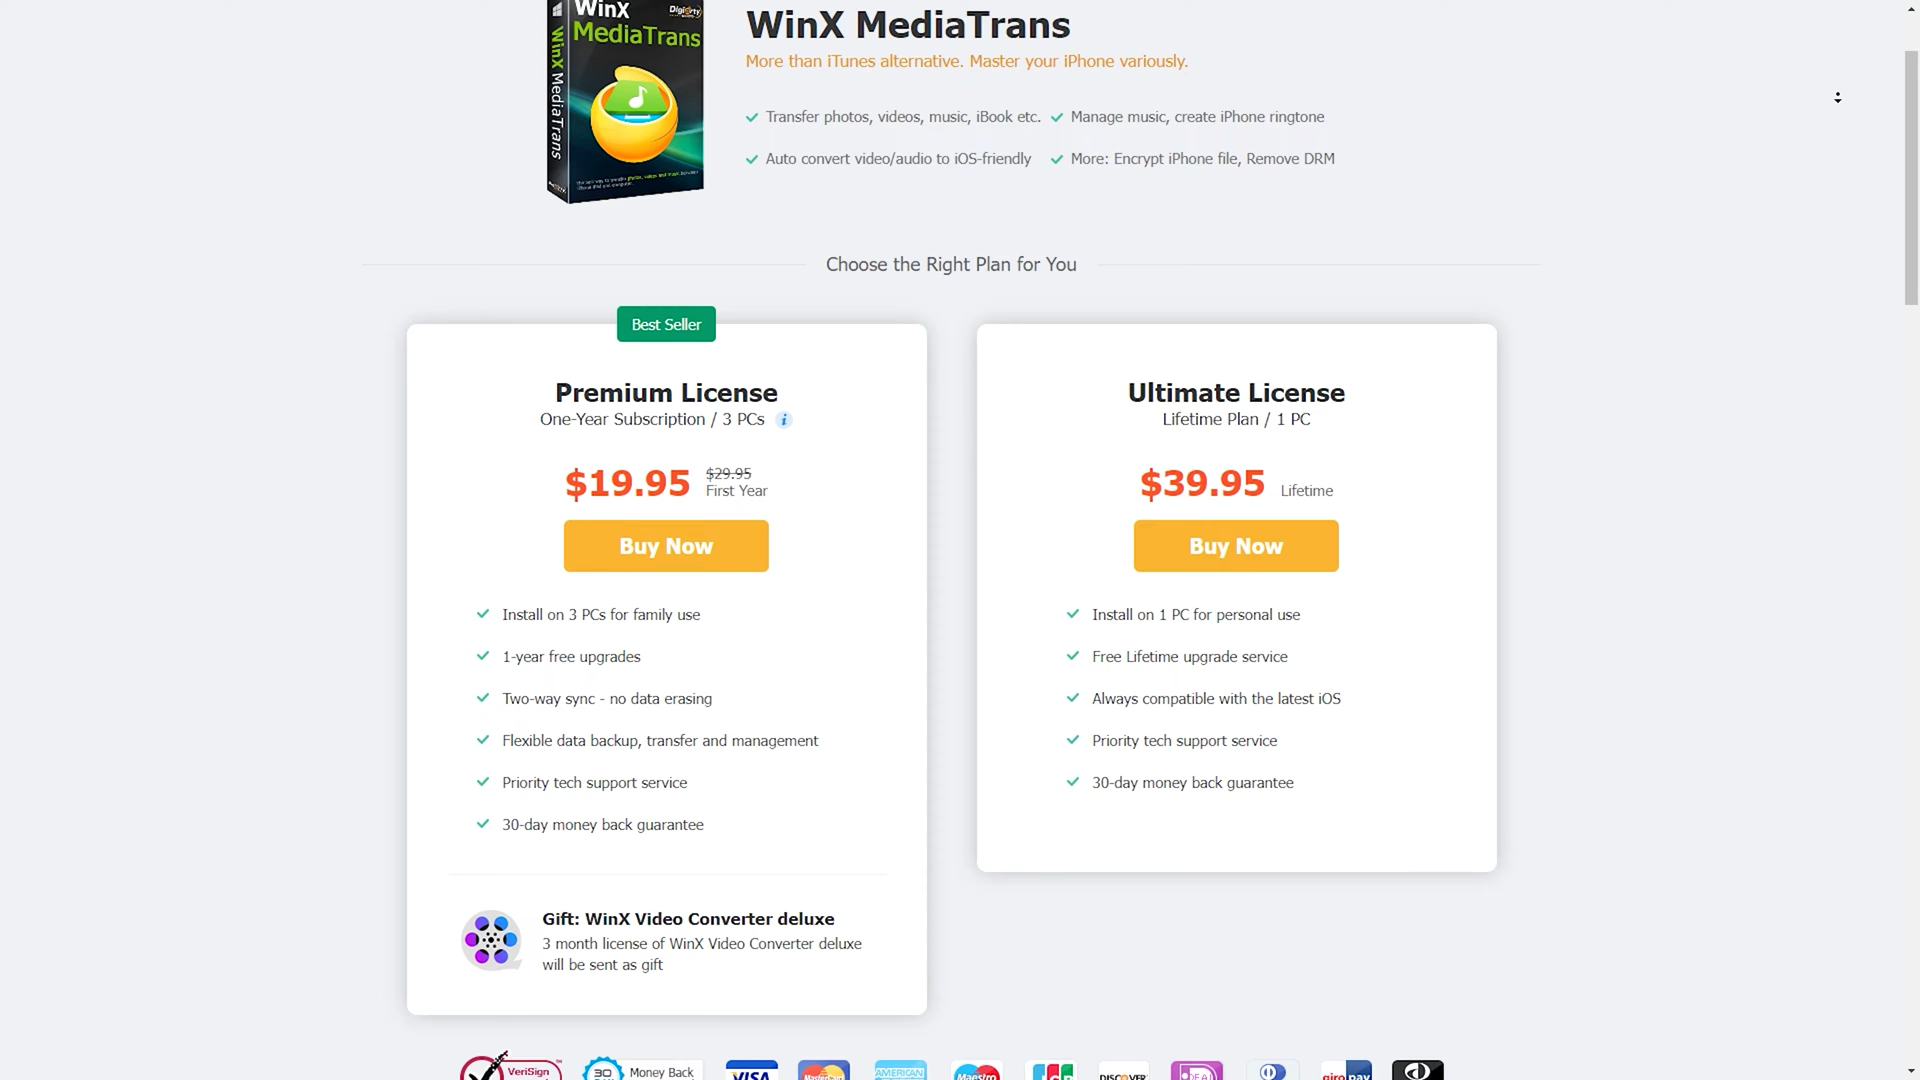 WinX
Digiarty
MediaTrans
WinX MediaTrans
WinX MediaTrans
More than iTunes alternative. Master your iPhone variously.
Transfer photos, videos, music, iBook etc.
Manage music, create iPhone ringtone
Auto convert video/audio to iOS-friendly
More: Encrypt iPhone file, Remove DRM
Choose the Right Plan for You
Best Seller
Premium License
One-Year Subscription / 3 PCs i
$19.95
$29.95
First Year
Buy Now
Install on 3 PCs for family use
1-year free upgrades
Two-way sync - no data erasing
Flexible data backup, transfer and management
Priority tech support service
30-day money back guarantee
Gift: WinX Video Converter deluxe
3 month license of WinX Video Converter deluxe
will be sent as gift
Ultimate License
Lifetime Plan / 1 PC
$39.95 Lifetime
Buy Now
Install on 1 PC for personal use
Free Lifetime upgrade service
Always compatible with the latest iOS
Priority tech support service
30-day money back guarantee
VeriSign
30
Money Back
VISA
MasterCard
AMERICAN
Maestro
JCB
DISCOVER
iDEAL
giropay